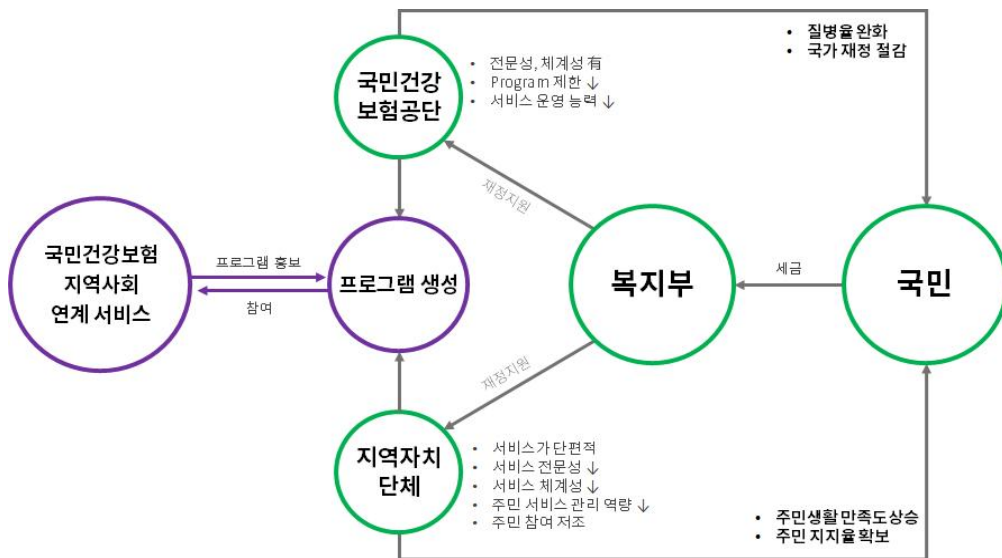 • 질병율 완화
• 국가 재정 절감
국민건강
보험공단
• 전문성, 체계성 有
• Program 제한 ↓
• 서비스 운영 능력 ↓
재정지원
국민건강보험
지역사회
연계 서비스
프로그램 홍보
참여
프로그램 생성
복지부
세금
국민
재정지원
지역자치
단체
• 서비스가 단편적
• 서비스 전문성 ↓
• 서비스 체계성 ↓
• 주민 서비스 관리 역량 ↓
• 주민 참여 저조
• 주민생활 만족도상승
• 주민 지지율 확보